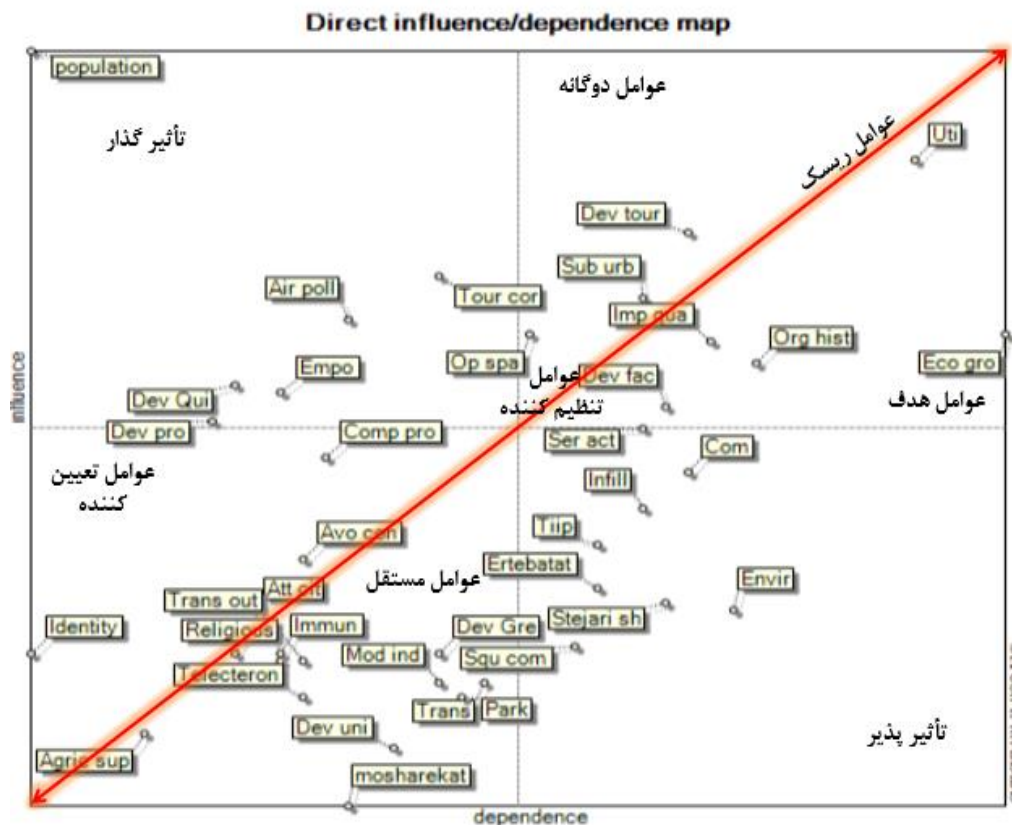 Direct influence/dependence map
population
عوامل دوگانه
تأثیر گذار
عوامل ریسک
Uti
Dev tour
Sub urb
Air poll
Tour cor
Imp qua
Org hist
Op spa
Eco gro
Empo
عوامل
تنظیم کننده
Dev fac
Dev Qui
عوامل هدف
influence
Dev pro
Comp pro
Ser act
Com
عوامل تعیین
کننده
Infill
Avo con
Tiip
Ertebatat
عوامل مستقل
Envir
Att cit
Trans out
Stejari sh
Identity
Religious
Immun
Dev Gre
Mod ind
Squ com
Telecteron
Trans
Park
Dev uni
تأثیر پذیر
Agric sup
mosharekat
dependence